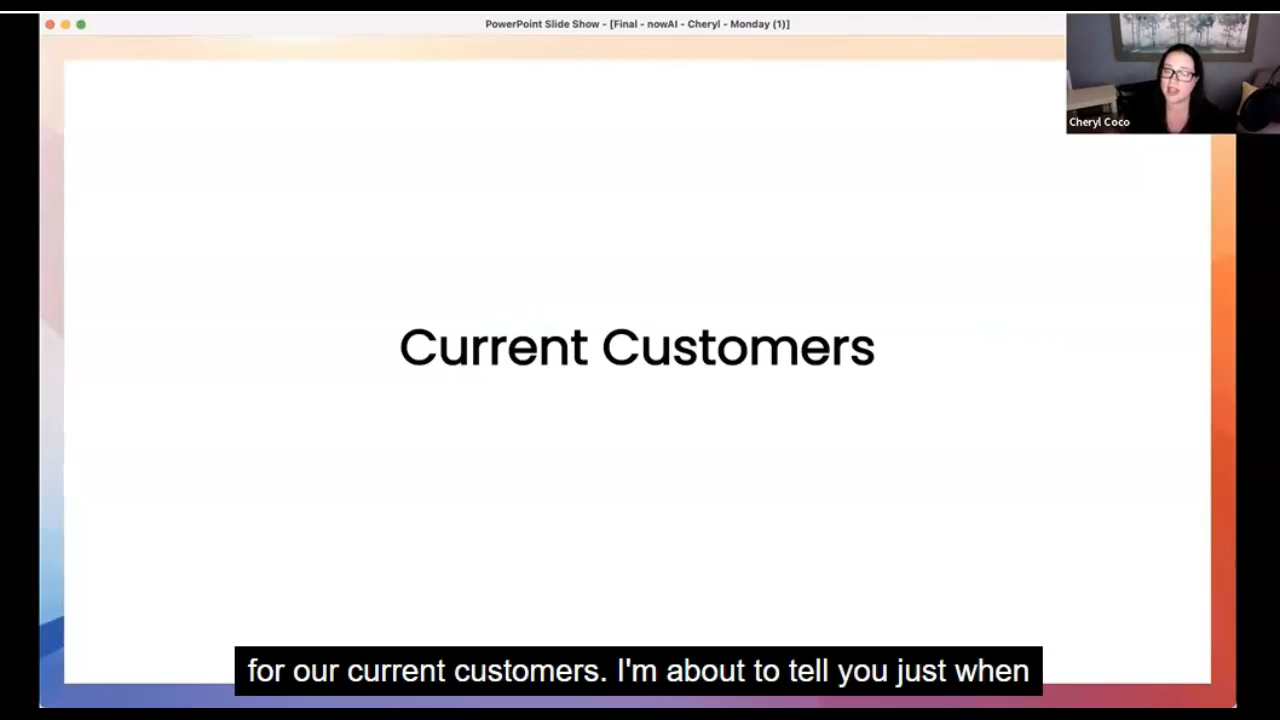 PowerPoint Slide Show - [Final - nowAI - Cheryl - Monday (1)]
Cheryl Coco
Current Customers
for our current customers. I'm about to tell you just when